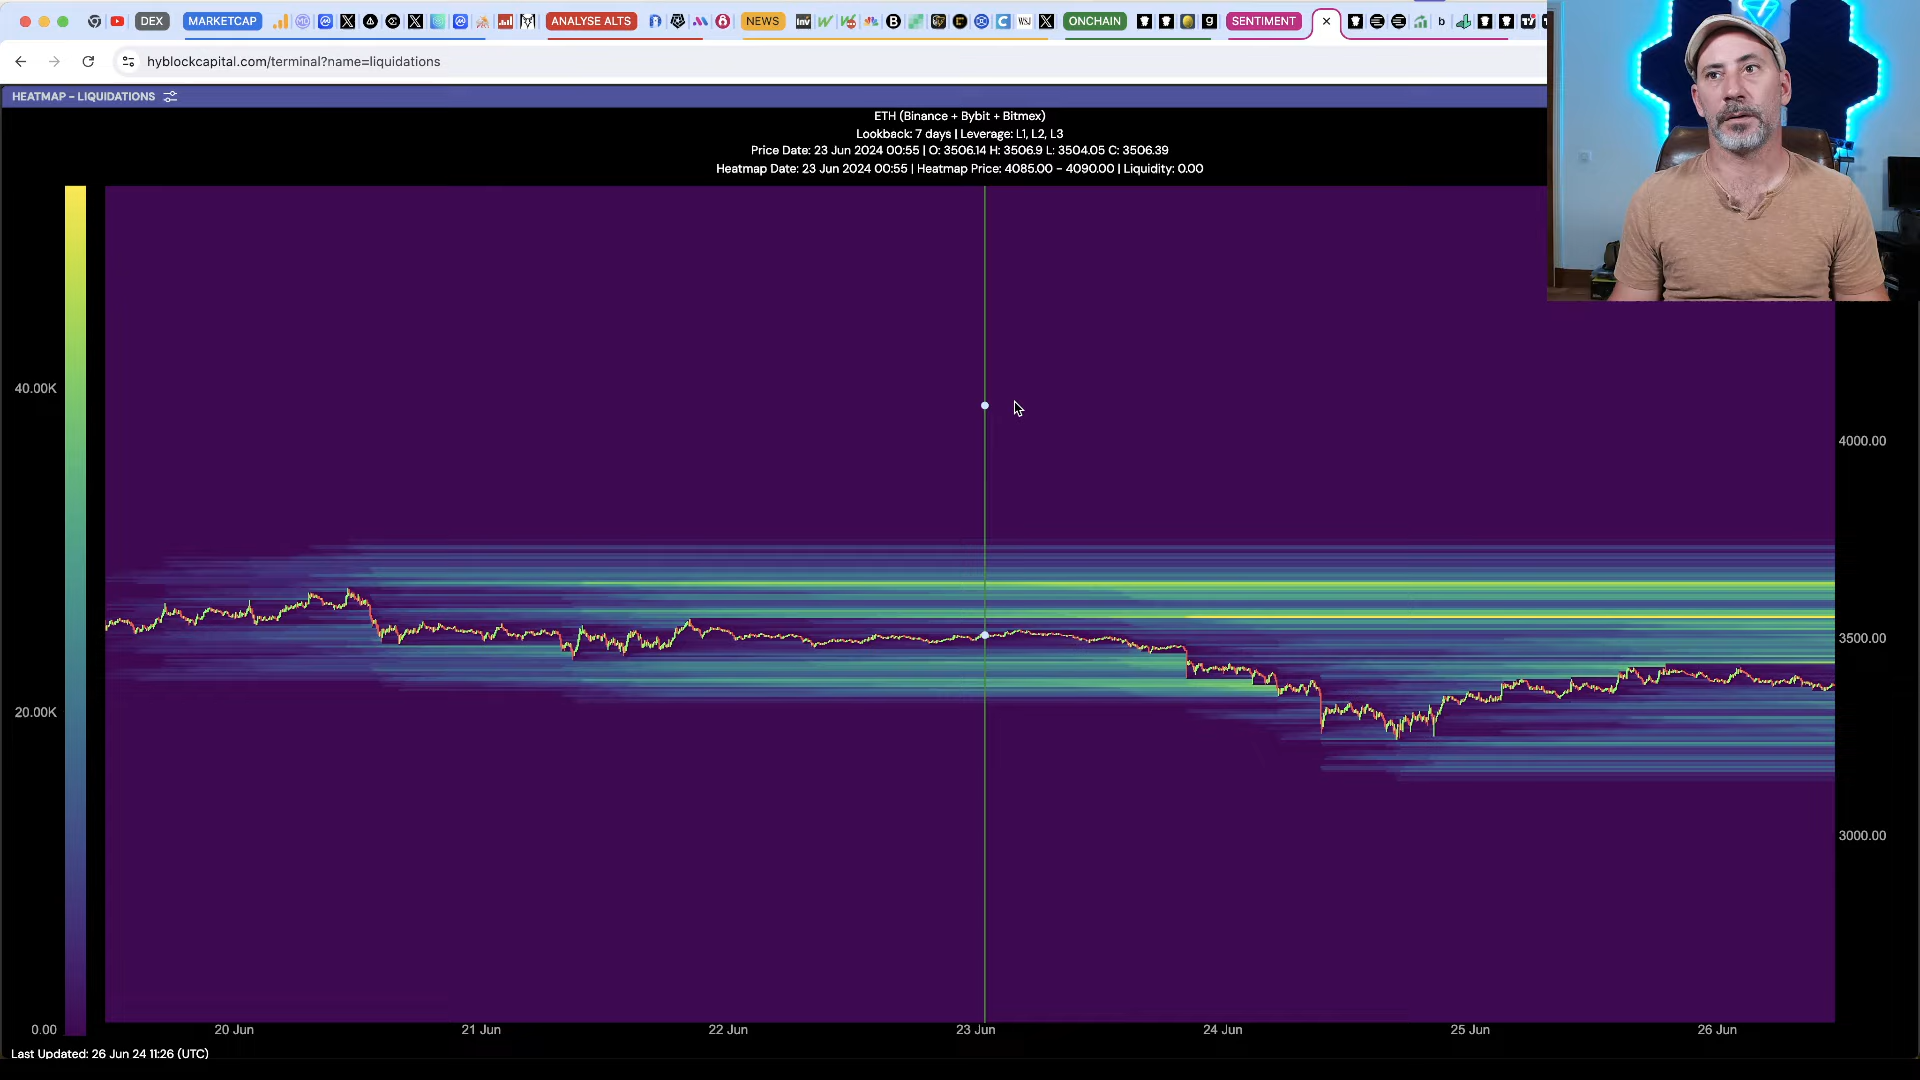 DEX
MARKETCAP
ANALYSE ALTS
NEWS
ONCHAIN
SENTIMENT
hyblockcapital.com/terminal?name=liquidations
HEATMAP - LIQUIDATIONS
ETH (Binance + Bybit + Bitmex)
Lookback: 7 days | Leverage: L1, L2, L3
Price Date: 23 Jun 2024 00:55 | O: 3506.14 H: 3506.9 L: 3504.05 C: 3506.39
Heatmap Date: 23 Jun 2024 00:55 | Heatmap Price: 4085.00 - 4090.00 | Liquidity: 0.00
40.00K
4000.00
3500.00
20.00K
3000.00
0.00
20 Jun
21 Jun
22 Jun
23 Jun
24 Jun
25 Jun
26 Jun
Last Updated: 26 Jun 24 11:26 (UTC)